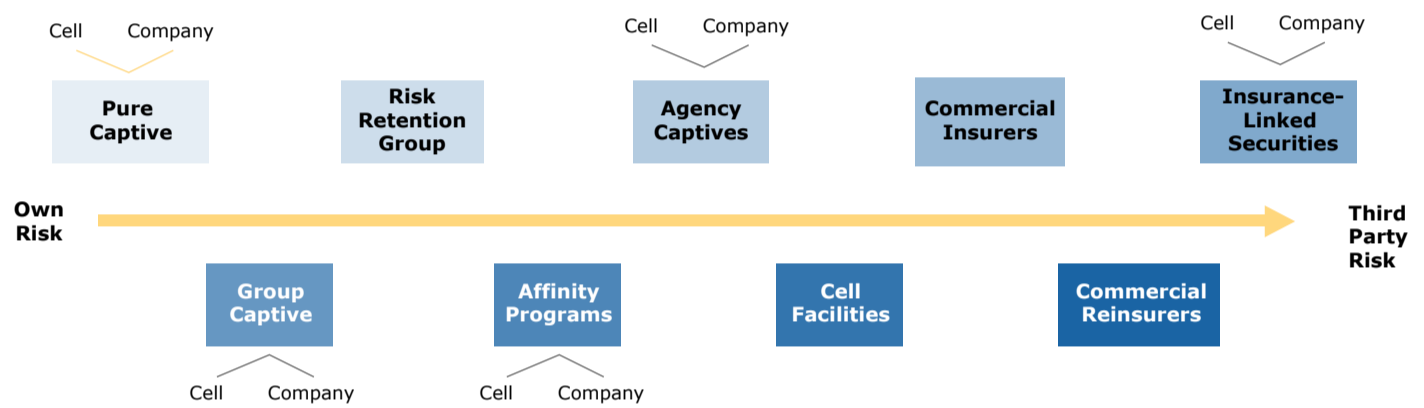 Cell Company
Cell Company
Cell Company
Pure
Captive
Risk
Retention
Group
Agency
Captives
Commercial
Insurers
Insurance-
Linked
Securities
Own
Risk
Third
Party
Risk
Group
Captive
Affinity
Programs
Cell
Facilities
Commercial
Reinsurers
Cell Company
Cell Company